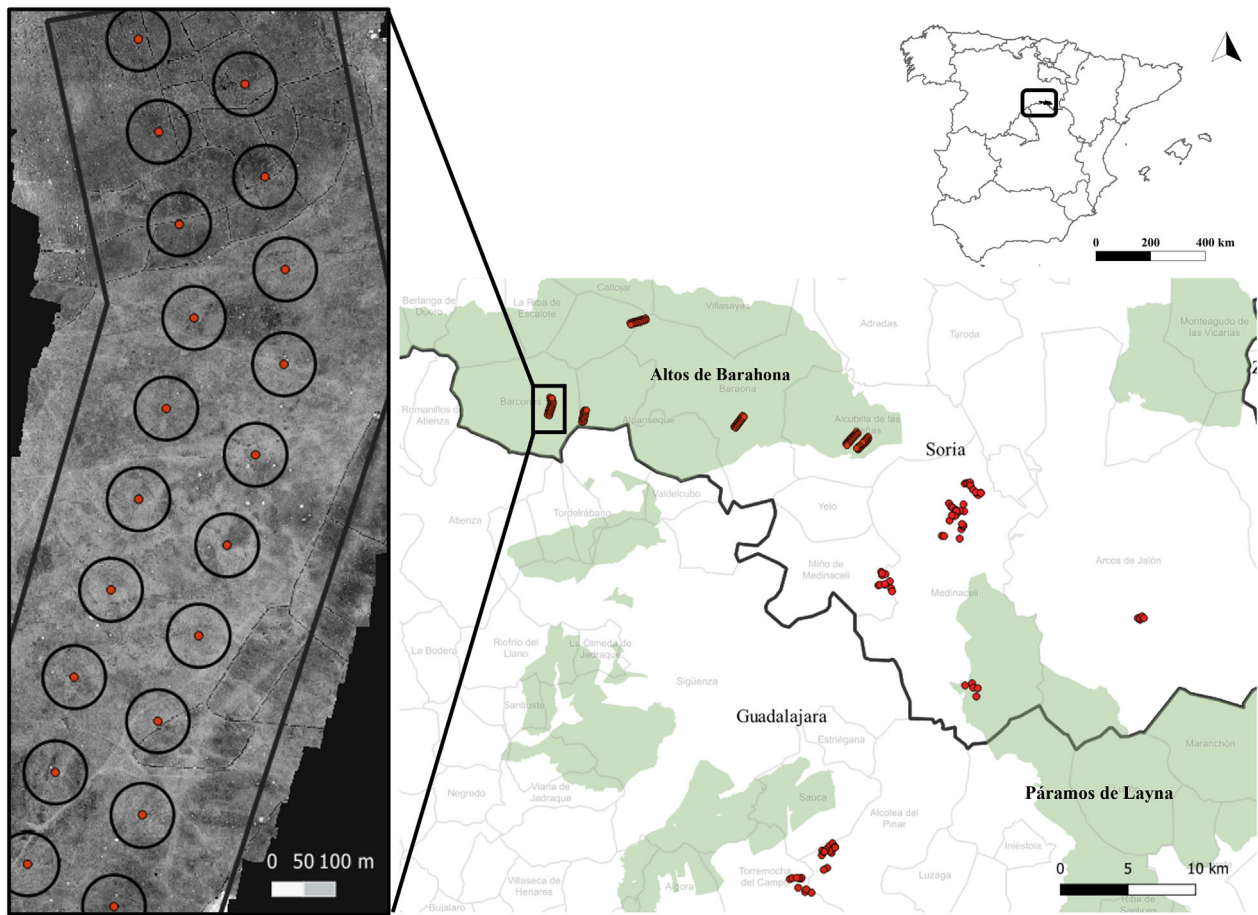 0 200 400 km
Berlanga de
Duero
La Riba de
Escalote
Caltojar
Villasayas
Adradas
Taroda
Monteagudo de
las Vicarías
Altos de Barahona
Baraona
Romanillos de
Atienza
Barcones
Alpanseque
Alcubilla de las
Soria
Atienza
Tordelrábano
Valdelcubo
Yelo
Miño de
Medinaceli
Medinaceli
Arcos de Jalón
La Bodera
Riofrío del
Llano
La Olmeda de
Jadraque
Santiuste
Sigüenza
Guadalajara
Estriégana
Maranchón
Páramos de Layna
Negredo
Viana de
Jadraque
Sauca
Alcolea del
Pinar
Iniéstola
0 50 100 m
Villaseca de
Henares
Algora
Torremocha
del Campo
Luzaga
0 5 10 km
Bujalaro
Riba de
Saelices